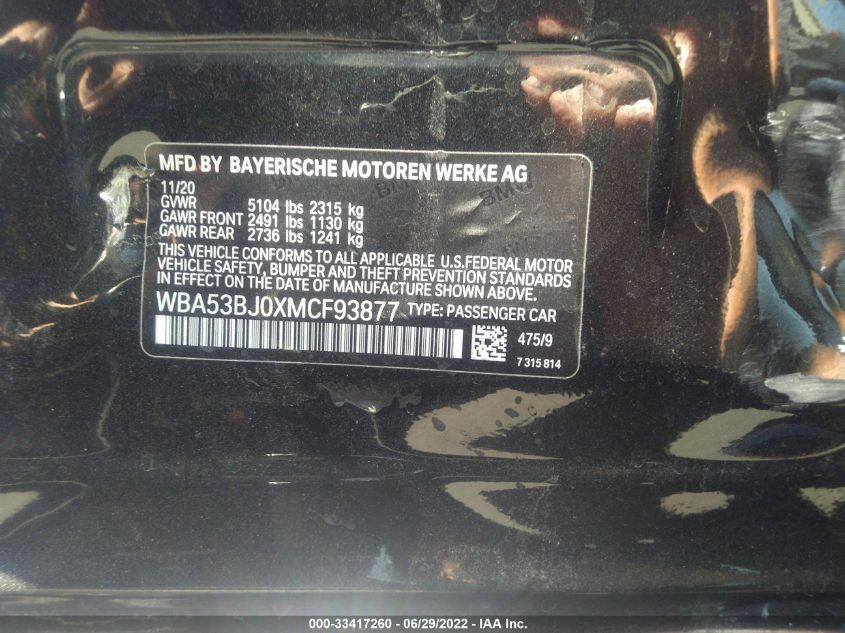 MFD BY BAYERISCHE MOTOREN WERKE AG
11/20
GVWR 5104 lbs 2315 kg
GAWR FRONT 2491 lbs 1130 kg
GAWR REAR 2736 lbs 1241 kg
THIS VEHICLE CONFORMS TO ALL APPLICABLE U.S.FEDERAL MOTOR
VEHICLE SAFETY, BUMPER AND THEFT PREVENTION STANDARDS
IN EFFECT ON THE DATE OF MANUFACTURE SHOWN ABOVE.
WBA53BJ0XMCF93877 TYPE: PASSENGER CAR
475/9
7 315 814
000-33417260 - 06/29/2022 - IAA Inc.